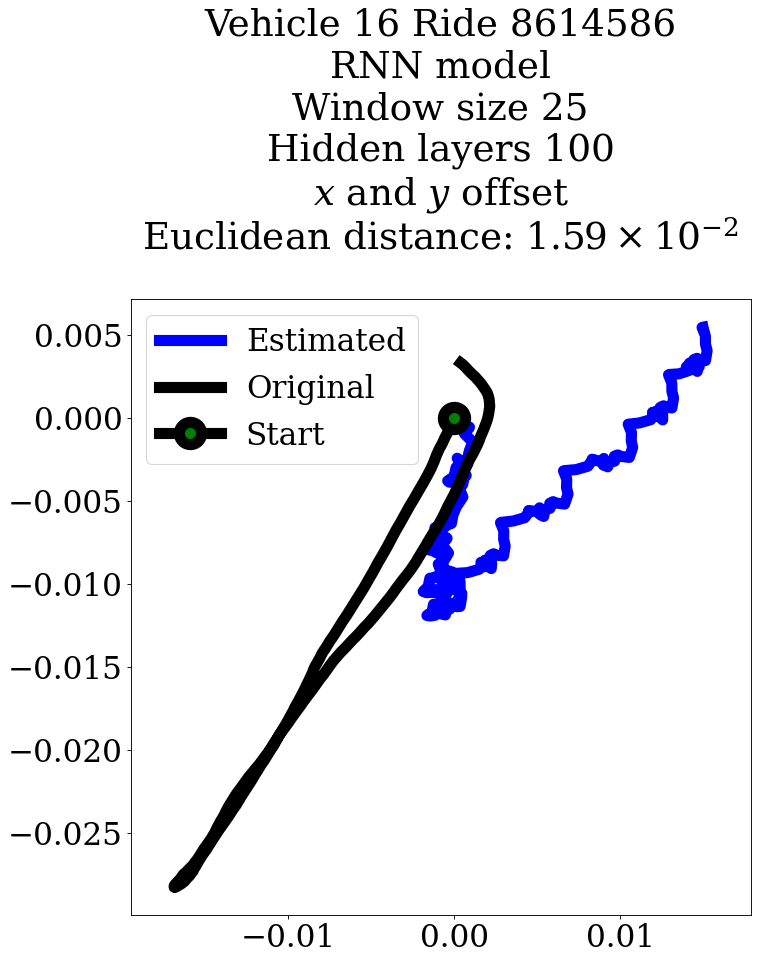 Vehicle 16 Ride 8614586
RNN model
Window size 25
Hidden layers 100
x and y offset
Euclidean distance: 1.59 × 10⁻²
Estimated
Original
Start
0.005
0.000
−0.005
−0.010
−0.015
−0.020
−0.025
−0.01 0.00 0.01